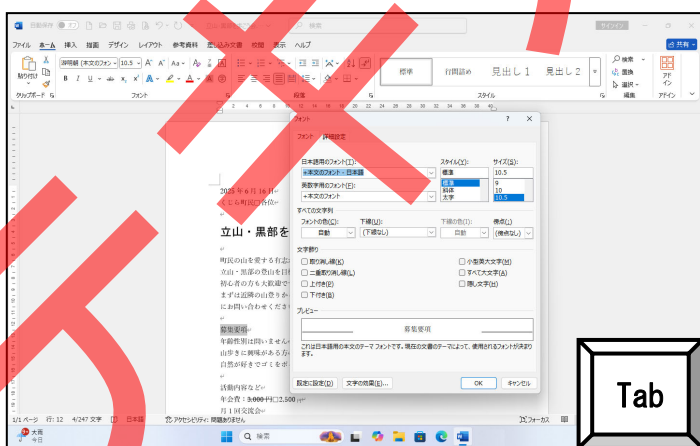 自動保存
検索
サインイン
ファイル ホーム 挿入 描画 デザイン レイアウト 参考資料 差し込み文書 校閲 表示 ヘルプ
共有
貼り付け
游明朝 (本文のフォン 10.5
標準 行間詰め 見出し 1 見出し 2
検索
置換
選択
アド
イン
クリップボード フォント 段落 スタイル 編集 アドイン
フォント
フォント 詳細設定
日本語用のフォント(T): スタイル(Y): サイズ(S):
+本文のフォント - 日本語 標準 10.5
英数字用のフォント(F):
+本文のフォント
標準
斜体
太字
9
10
10.5
すべての文字列
フォントの色(C): 下線(U): 下線の色(I): 傍点(:)
自動 (下線なし) 自動 (傍点なし)
文字飾り
取り消し線(K) 小型英大文字(M)
二重取り消し線(L) すべて大文字(A)
上付き(P) 隠し文字(H)
下付き(B)
プレビュー
募集要項
これは日本語用の本文のテーマ フォントです。現在の文書のテーマによって、使用されるフォントが決まります。
既定に設定(D) 文字の効果(E)... OK キャンセル
2025 年 6 月 16 日
くじら町民 各位
立山・黒部を
町民の山を愛する有志
立山・黒部の登山を目
初心者の方も大歓迎で
まずは近隣の山登りか
にお問い合わせくださ
募集要項
年齢性別は問いません
山歩きに興味がある方
自然が好きでゴミをポ
活動内容など
年会費:3,000 円 2,500
月 1 回交流会
Tab
1/1 ページ 行: 12 4/247 文字 日本語 アクセシビリティ: 問題ありません フォーカス
大雨
今日
検索